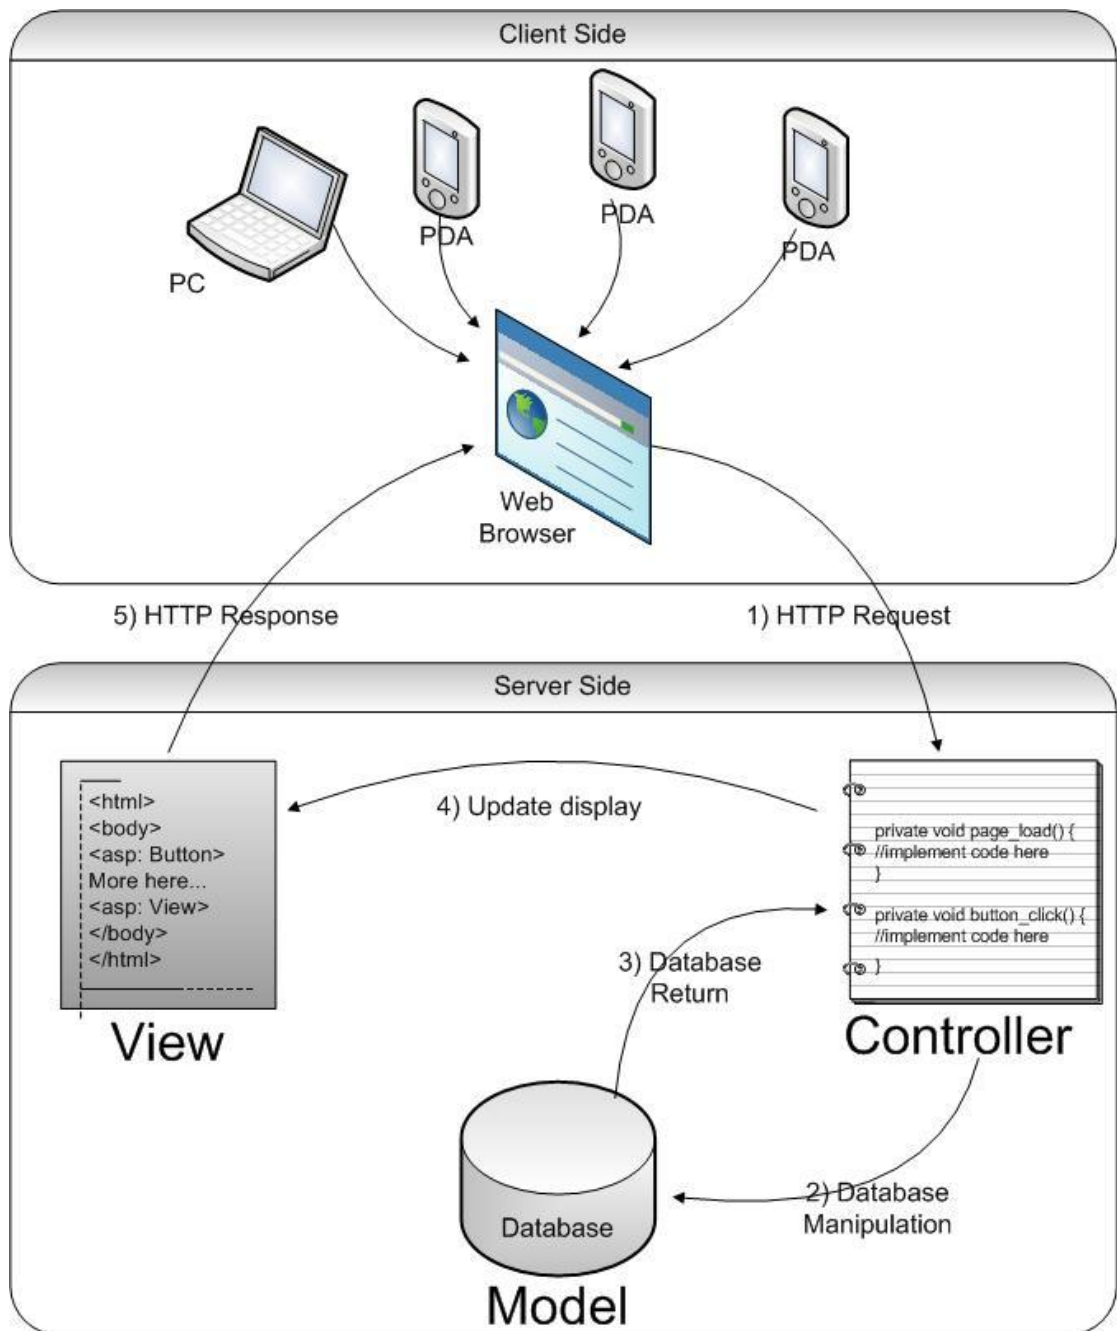 Client Side
PC
PDA
PDA
PDA
Web
Browser
5) HTTP Response
1) HTTP Request
Server Side
<html>
<body>
<asp: Button>
More here...
<asp: View>
</body>
</html>
View
4) Update display
private void page_load() {
//implement code here
}
private void button_click() {
//implement code here
}
Controller
3) Database
Return
2) Database
Manipulation
Database
Model